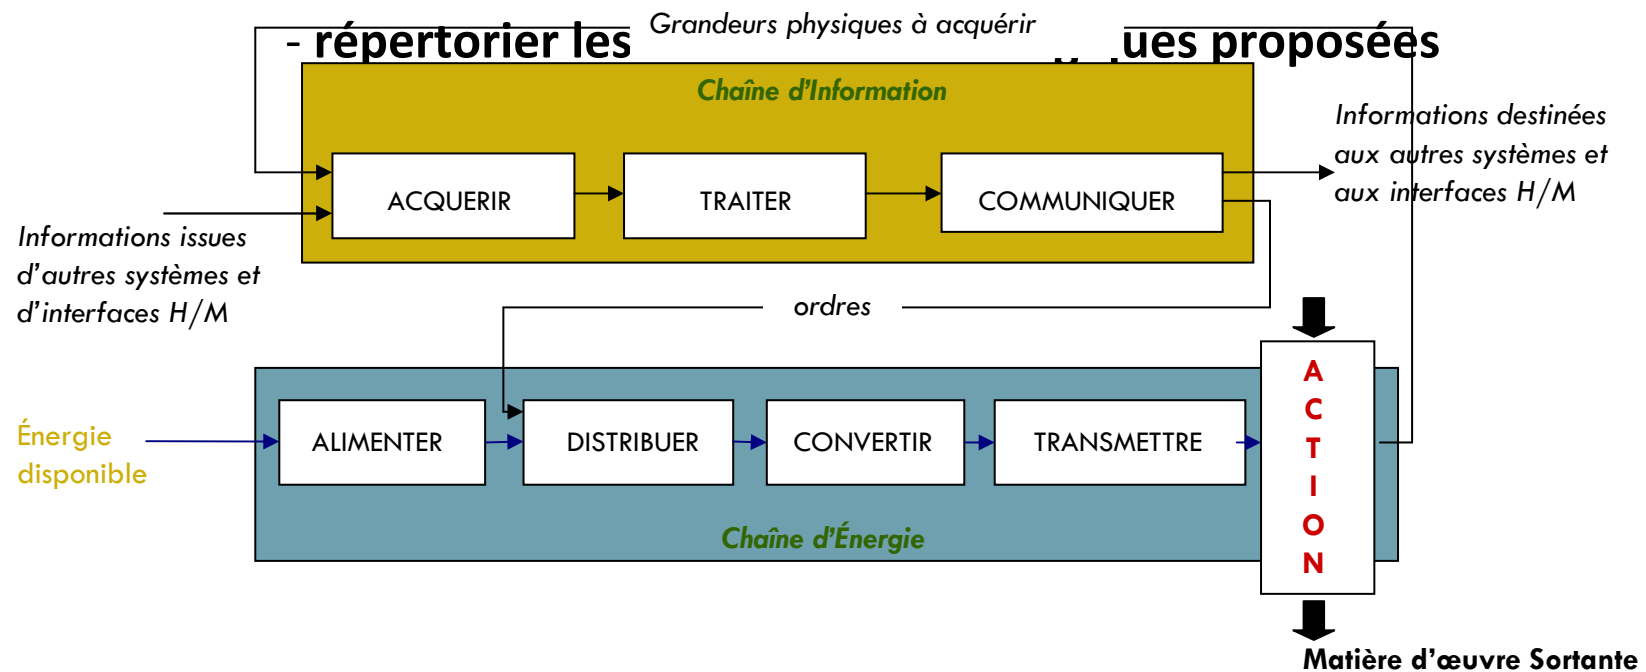 Grandeurs physiques à acquérir
- répertorier les ues proposées
Chaîne d'Information
Informations destinées
aux autres systèmes et
aux interfaces H/M
ACQUERIR
TRAITER
COMMUNIQUER
Informations issues
d'autres systèmes et
d'interfaces H/M
ordres
Énergie
disponible
ALIMENTER
DISTRIBUER
CONVERTIR
TRANSMETTRE
ACTION
Chaîne d'Énergie
Matière d'œuvre Sortante